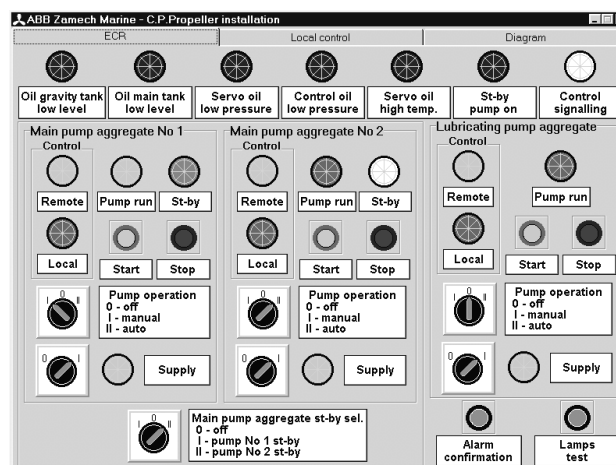 ABB Zamech Marine - C.P.Propeller installation
ECR
Local control
Diagram
Oil gravity tank
low level
Oil main tank
low level
Servo oil
low pressure
Control oil
low pressure
Servo oil
high temp.
St-by
pump on
Control
signalling
Main pump aggregate No 1
Control
Remote
Pump run
St-by
Local
Start
Stop
I 0 II
Pump operation
0 - off
I - manual
II - auto
0 I
Supply
Main pump aggregate No 2
Control
Remote
Pump run
St-by
Local
Start
Stop
I 0 II
Pump operation
0 - off
I - manual
II - auto
0 I
Supply
Lubricating pump aggregate
Control
Remote
Pump run
Local
Start
Stop
I 0 II
Pump operation
0 - off
I - manual
II - auto
0 I
Supply
I 0 II
Main pump aggregate st-by sel.
0 - off
I - pump No 1 st-by
II - pump No 2 st-by
Alarm
confirmation
Lamps
test